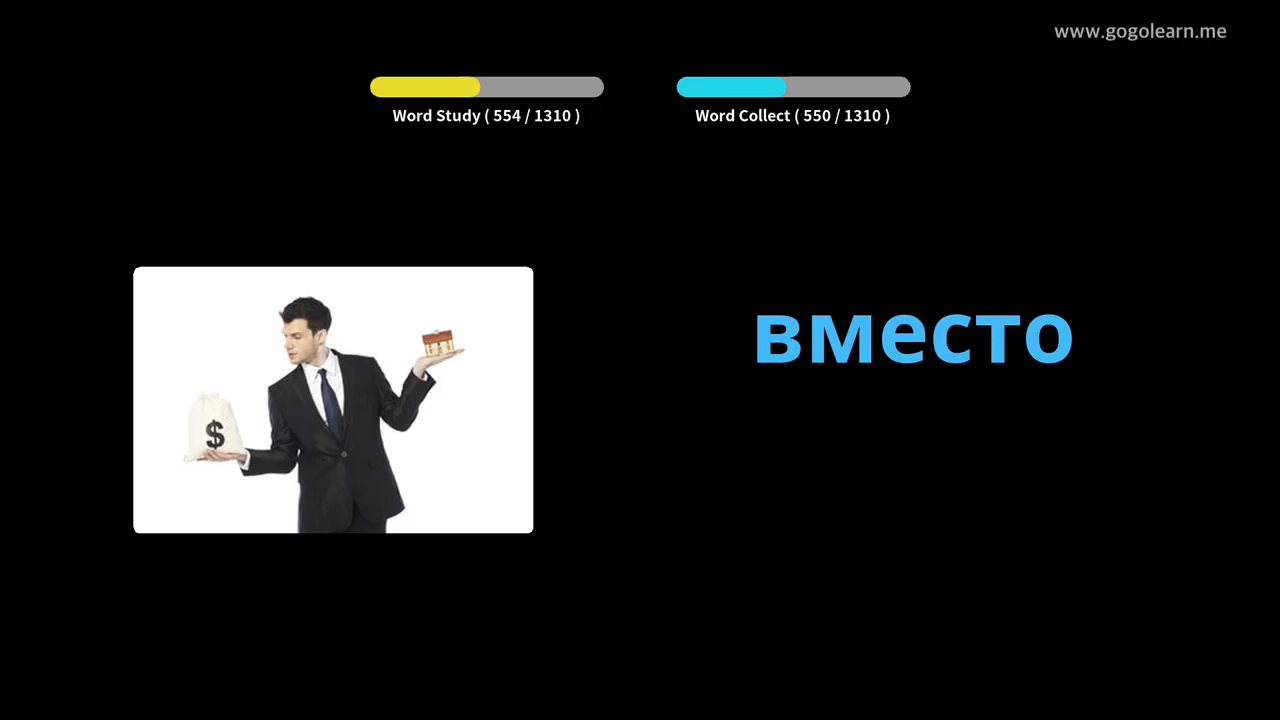 www.gogolearn.me
Word Study ( 554 / 1310 )
Word Collect ( 550 / 1310 )
$
вместо